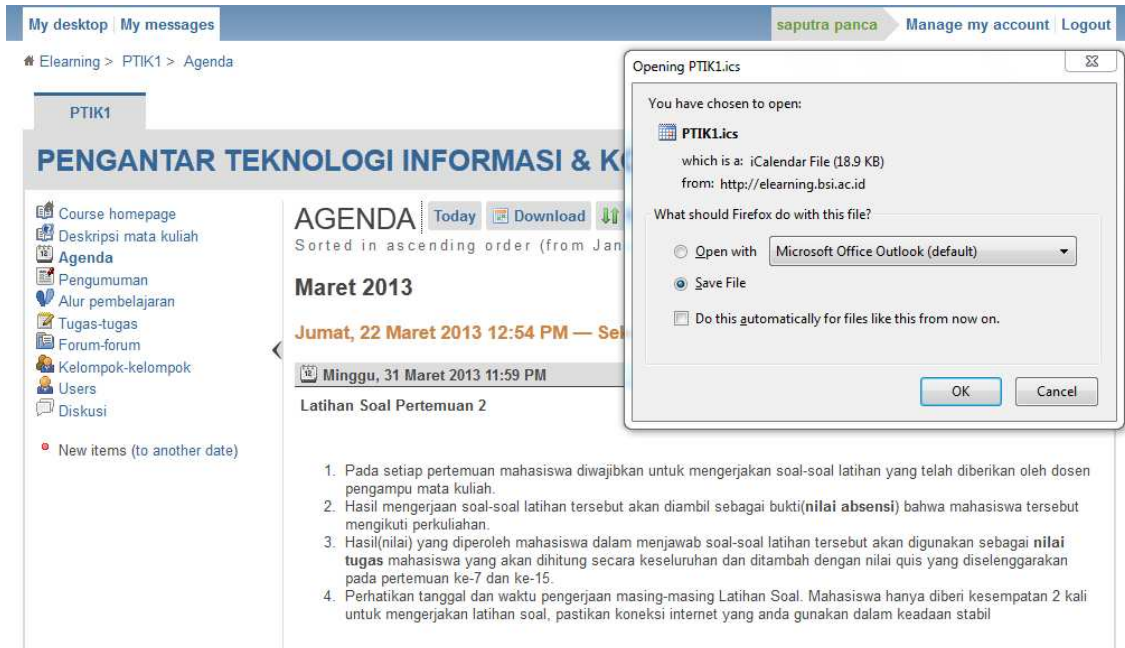 My desktop My messages
saputra panca Manage my account Logout
Elearning > PTIK1 > Agenda
PTIK1
PENGANTAR TEKNOLOGI INFORMASI &
Course homepage
Deskripsi mata kuliah
Agenda
Pengumuman
Alur pembelajaran
Tugas-tugas
Forum-forum
Kelompok-kelompok
Users
Diskusi
New items (to another date)
AGENDA Today Download
Sorted in ascending order (from Jan
Maret 2013
Jumat, 22 Maret 2013 12:54 PM —
12 Minggu, 31 Maret 2013 11:59 PM
Latihan Soal Pertemuan 2
1. Pada setiap pertemuan mahasiswa diwajibkan untuk mengerjakan soal-soal latihan yang telah diberikan oleh dosen
pengampu mata kuliah.
2. Hasil mengerjaan soal-soal latihan tersebut akan diambil sebagai bukti(nilai absensi) bahwa mahasiswa tersebut
mengikuti perkuliahan.
3. Hasil(nilai) yang diperoleh mahasiswa dalam menjawab soal-soal latihan tersebut akan digunakan sebagai nilai
tugas mahasiswa yang akan dihitung secara keseluruhan dan ditambah dengan nilai quis yang diselenggarakan
pada pertemuan ke-7 dan ke-15.
4. Perhatikan tanggal dan waktu pengerjaan masing-masing Latihan Soal. Mahasiswa hanya diberi kesempatan 2 kali
untuk mengerjakan latihan soal, pastikan koneksi internet yang anda gunakan dalam keadaan stabil
Opening PTIK1.ics
You have chosen to open:
PTIK1.ics
which is a: iCalendar File (18.9 KB)
from: http://elearning.bsi.ac.id
What should Firefox do with this file?
Open with Microsoft Office Outlook (default)
Save File
Do this automatically for files like this from now on.
OK Cancel